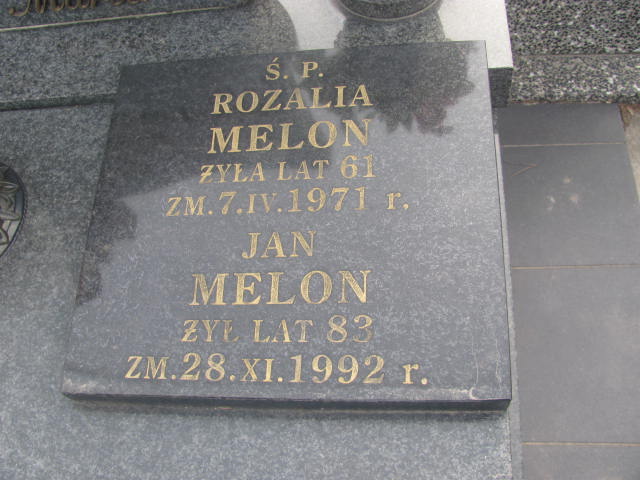 Ś. P.
ROZALIA
MELON
ŻYŁA LAT 61
ZM. 7. IV. 1971 r.
JAN
MELON
ŻYŁ LAT 83
ZM. 28. XI. 1992 r.